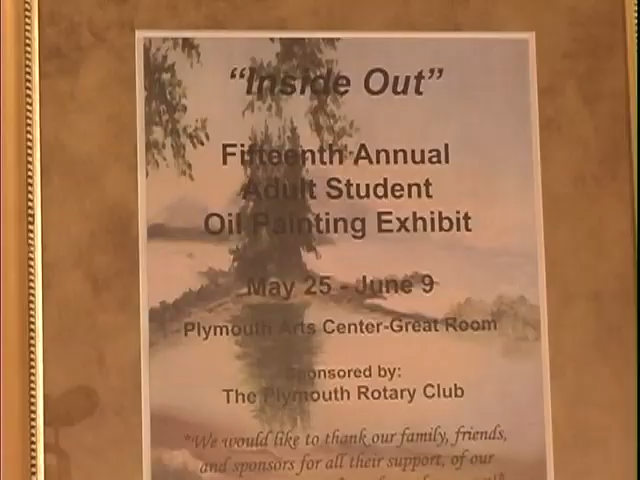 “Inside Out”
Fifteenth Annual
Adult Student
Oil Painting Exhibit
May 25 - June 9
Plymouth Arts Center-Great Room
Sponsored by:
The Plymouth Rotary Club
“We would like to thank our family, friends,
and sponsors for all their support, of our